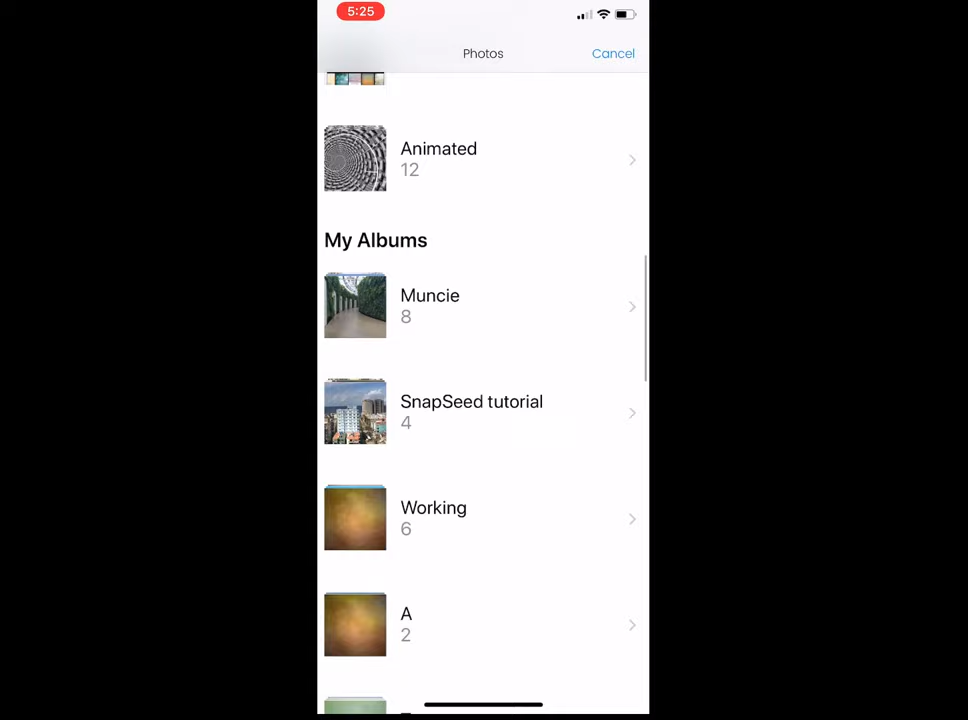 5:25
Photos
Cancel
Animated
12
My Albums
Muncie
8
SnapSeed tutorial
4
Working
6
A
2